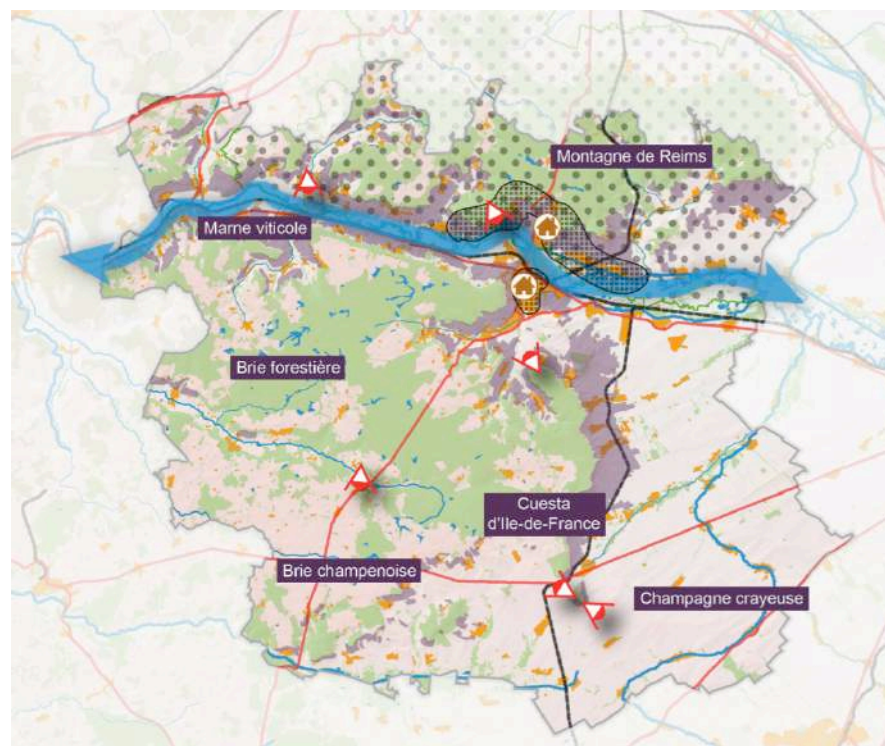 Montagne de Reims
Marne viticole
Brie forestière
Cuesta
d'Ile-de-France
Brie champenoise
Champagne crayeuse